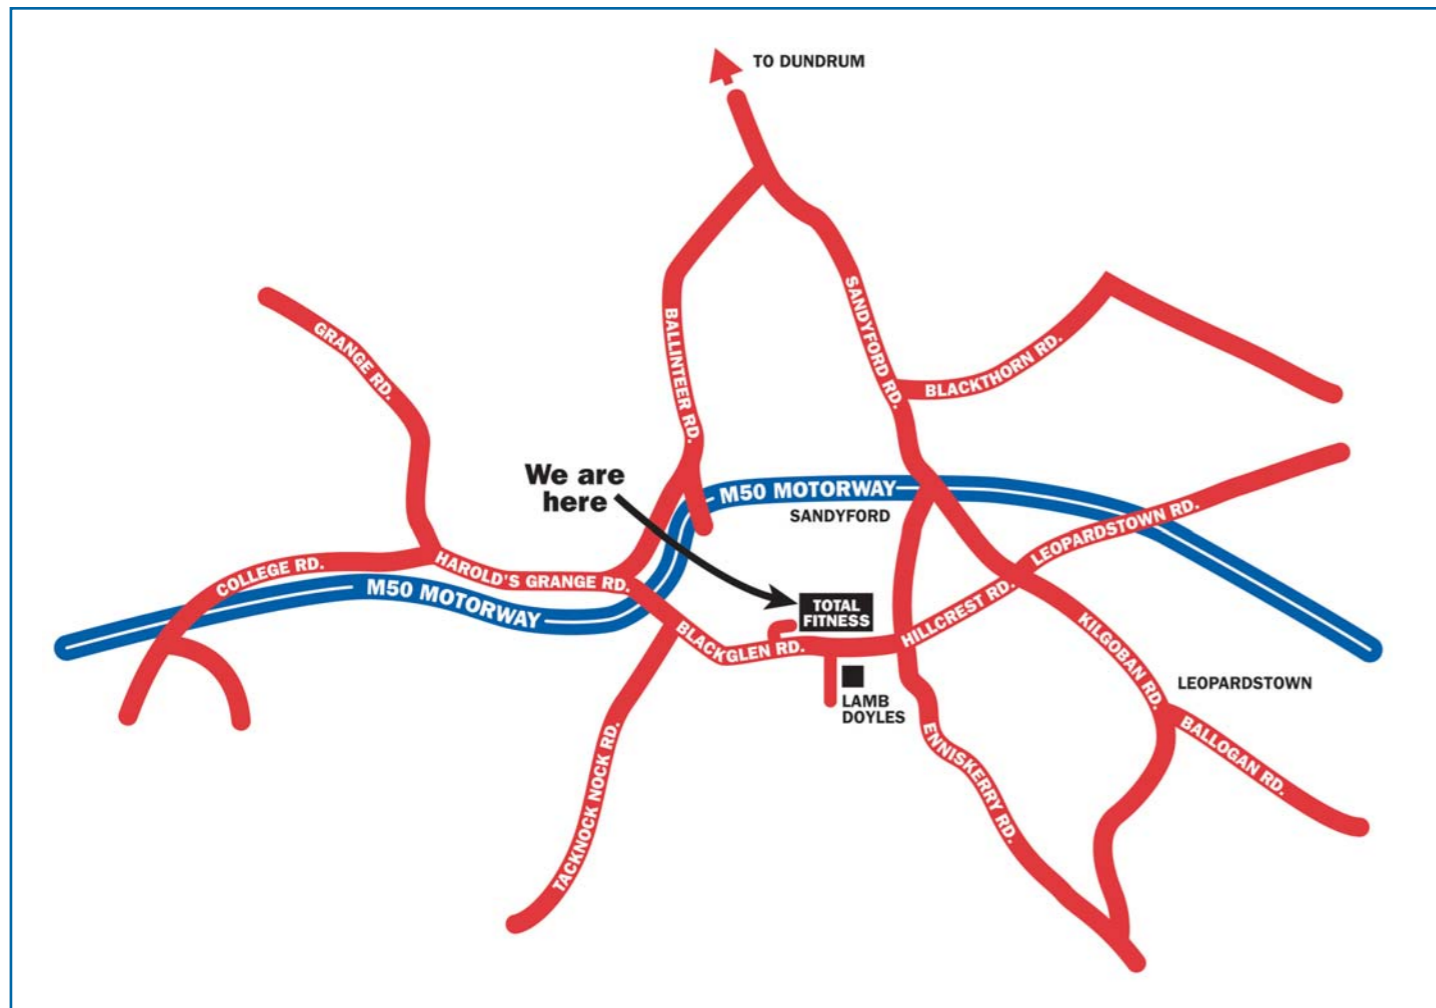 TO DUNDRUM
GRANGE RD.
BALLINTEER RD.
SANDYFORD RD.
BLACKTHORN RD.
We are
here
M50 MOTORWAY
SANDYFORD
LEOPARDSTOWN RD.
COLLEGE RD.
HAROLD'S GRANGE RD.
M50 MOTORWAY
TOTAL
FITNESS
BLACKGLEN RD.
HILLCREST RD.
KILGOBAN RD.
LAMB
DOYLES
LEOPARDSTOWN
BALLOGAN RD.
ENNISKERRY RD.
TACKNOCK NOCK RD.